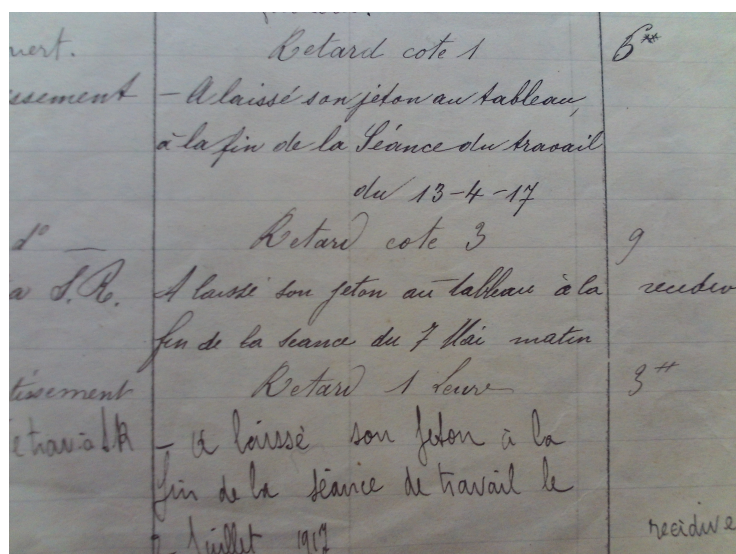 Retard cote 1 6
- A laissé son jeton au tableau,
à la fin de la Séance du travail
du 13-4-17
d° — Retard cote 3 9
S.R. A laissé son jeton au tableau à la
fin de la seance du 7 Mai matin
Retard 1 heure 3
- a laissé son jeton à la
fin de la séance de travail le
Juillet 1917 recidive